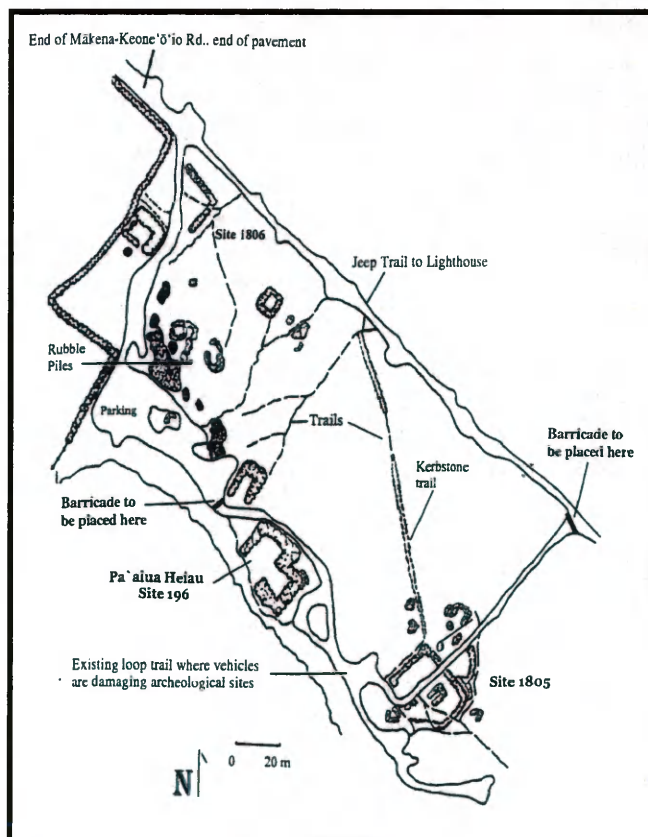 End of Mākena-Keone'ō'io Rd.. end of pavement
Site 1806
Jeep Trail to Lighthouse
Rubble
Piles
Parking
Trails
Barricade to
be placed here
Kerbstone
trail
Barricade to
be placed here
Pa`alua Heiau
Site 196
Existing loop trail where vehicles
are damaging archeological sites
Site 1805
N
0 20 m